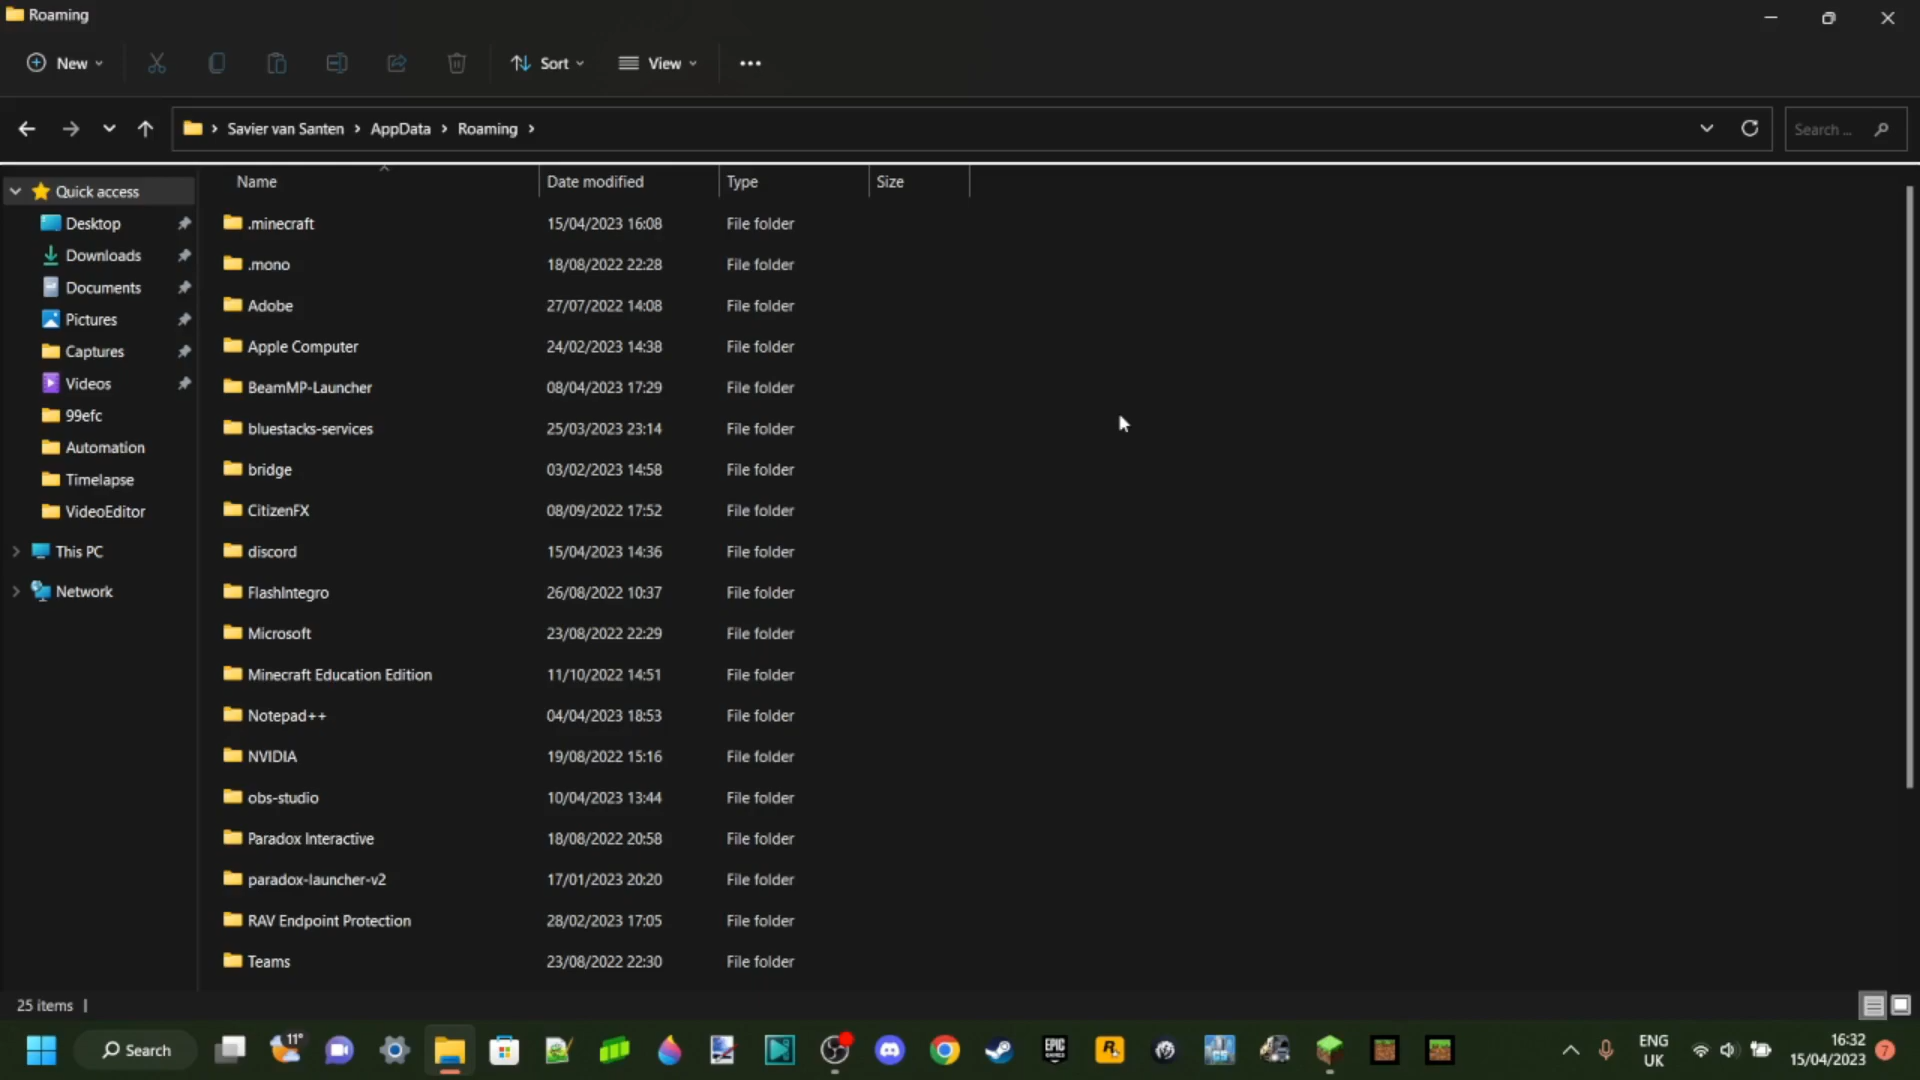 Roaming
New
Sort
View
Savier van Santen > AppData > Roaming >
Search ...
Name Date modified Type Size
Quick access
Desktop
Downloads
Documents
Pictures
Captures
Videos
99efc
Automation
Timelapse
VideoEditor
This PC
Network
.minecraft 15/04/2023 16:08 File folder
.mono 18/08/2022 22:28 File folder
Adobe 27/07/2022 14:08 File folder
Apple Computer 24/02/2023 14:38 File folder
BeamMP-Launcher 08/04/2023 17:29 File folder
bluestacks-services 25/03/2023 23:14 File folder
bridge 03/02/2023 14:58 File folder
CitizenFX 08/09/2022 17:52 File folder
discord 15/04/2023 14:36 File folder
FlashIntegro 26/08/2022 10:37 File folder
Microsoft 23/08/2022 22:29 File folder
Minecraft Education Edition 11/10/2022 14:51 File folder
Notepad++ 04/04/2023 18:53 File folder
NVIDIA 19/08/2022 15:16 File folder
obs-studio 10/04/2023 13:44 File folder
Paradox Interactive 18/08/2022 20:58 File folder
paradox-launcher-v2 17/01/2023 20:20 File folder
RAV Endpoint Protection 28/02/2023 17:05 File folder
Teams 23/08/2022 22:30 File folder
25 items
Search
11°
EPIC GAMES
ENG
UK
16:32
15/04/2023
7